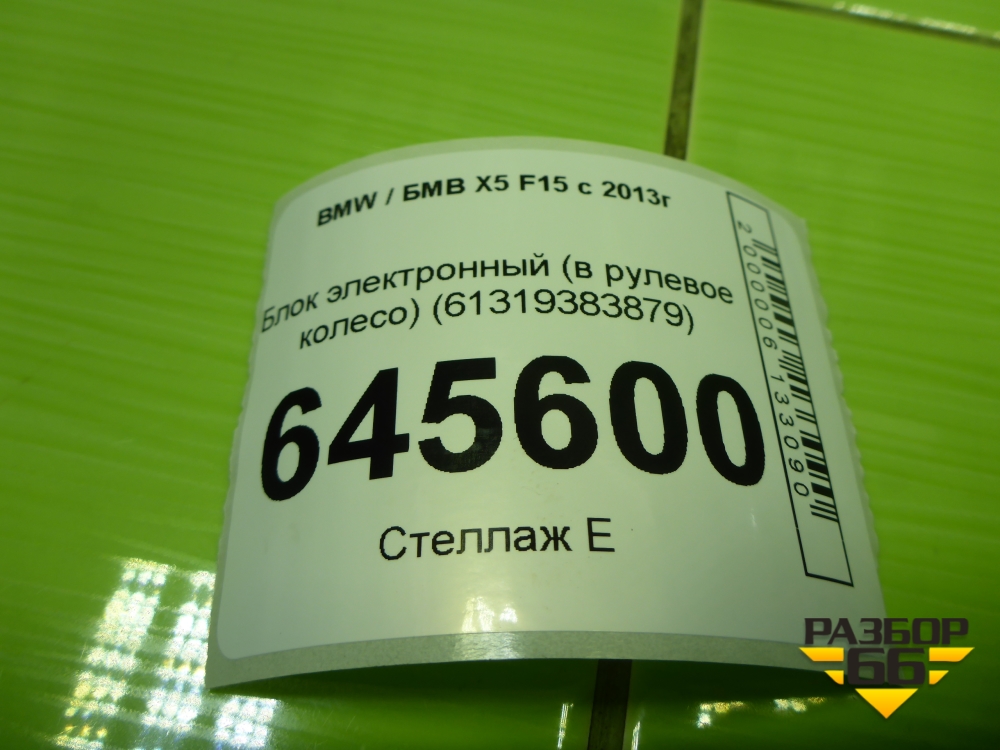 BMW / БМВ X5 F15 с 2013г
Блок электронный (в рулевое
колесо) (61319383879)
645600
Стеллаж Е
2000006133090
РАЗБОР
66